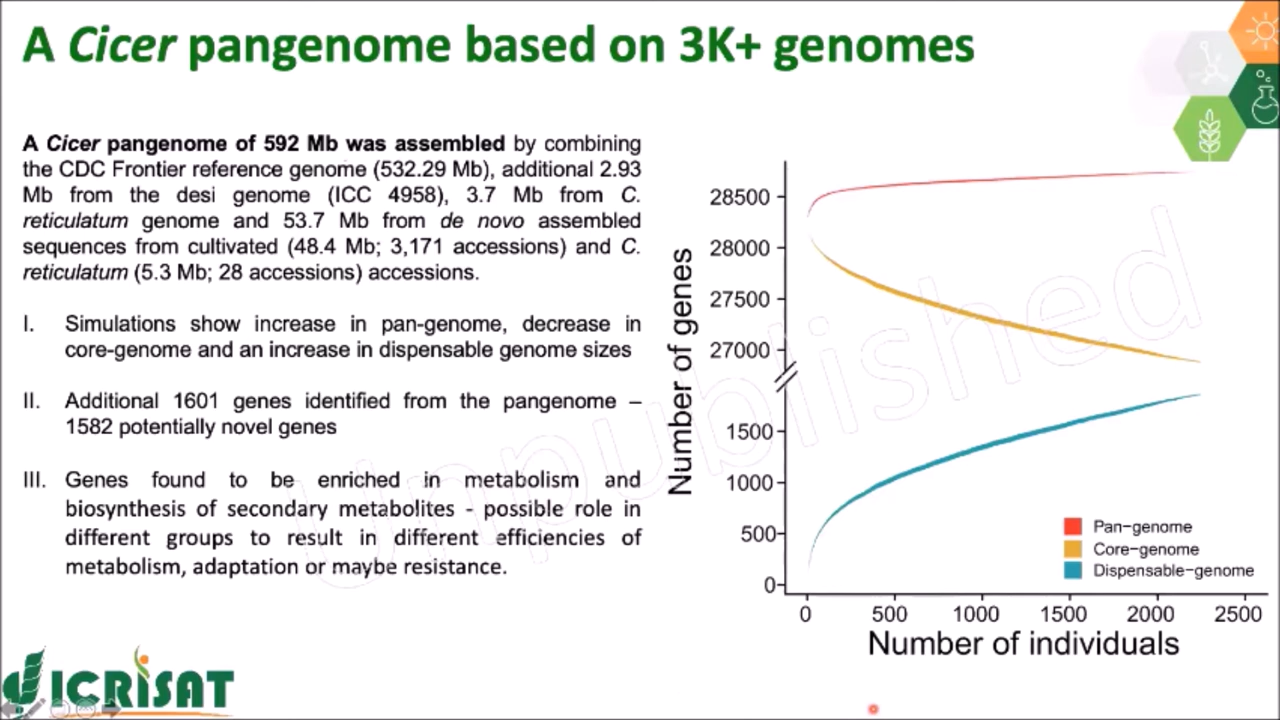 A Cicer pangenome based on 3K+ genomes
A Cicer pangenome of 592 Mb was assembled by combining
the CDC Frontier reference genome (532.29 Mb), additional 2.93
Mb from the desi genome (ICC 4958), 3.7 Mb from C.
reticulatum genome and 53.7 Mb from de novo assembled
sequences from cultivated (48.4 Mb; 3,171 accessions) and C.
reticulatum (5.3 Mb; 28 accessions) accessions.
I. Simulations show increase in pan-genome, decrease in
core-genome and an increase in dispensable genome sizes
II. Additional 1601 genes identified from the pangenome –
1582 potentially novel genes
III. Genes found to be enriched in metabolism and
biosynthesis of secondary metabolites - possible role in
different groups to result in different efficiencies of
metabolism, adaptation or maybe resistance.
Number of genes
28500
28000
27500
27000
1500
1000
500
0
Pan−genome
Core−genome
Dispensable−genome
0 500 1000 1500 2000 2500
Number of individuals
Unpublished
ICRISAT